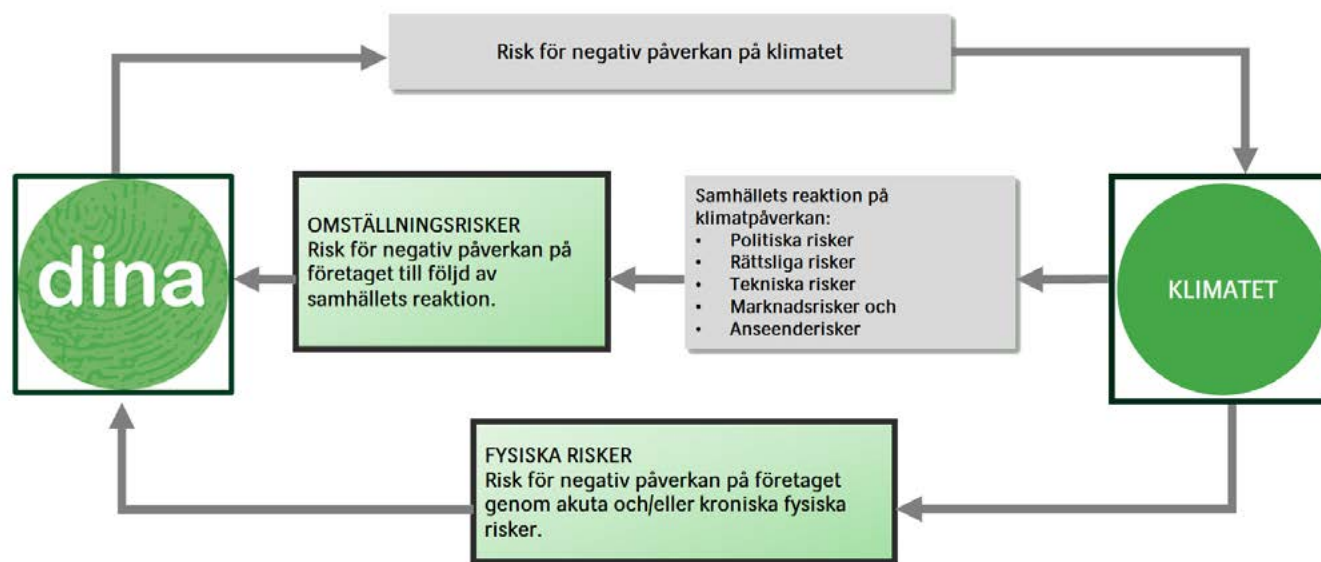 Risk för negativ påverkan på klimatet
dina
OMSTÄLLNINGSRISKER
Risk för negativ påverkan på
företaget till följd av
samhällets reaktion.
Samhällets reaktion på
klimatpåverkan:
• Politiska risker
• Rättsliga risker
• Tekniska risker
• Marknadsrisker och
• Anseenderisker
KLIMATET
FYSISKA RISKER
Risk för negativ påverkan på företaget
genom akuta och/eller kroniska fysiska
risker.